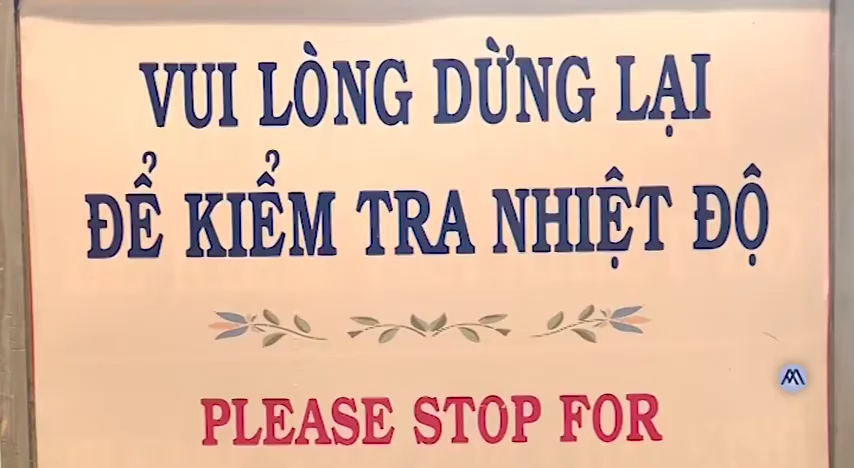 VUI LÒNG DỪNG LẠI
ĐỂ KIỂM TRA NHIỆT ĐỘ
PLEASE STOP FOR